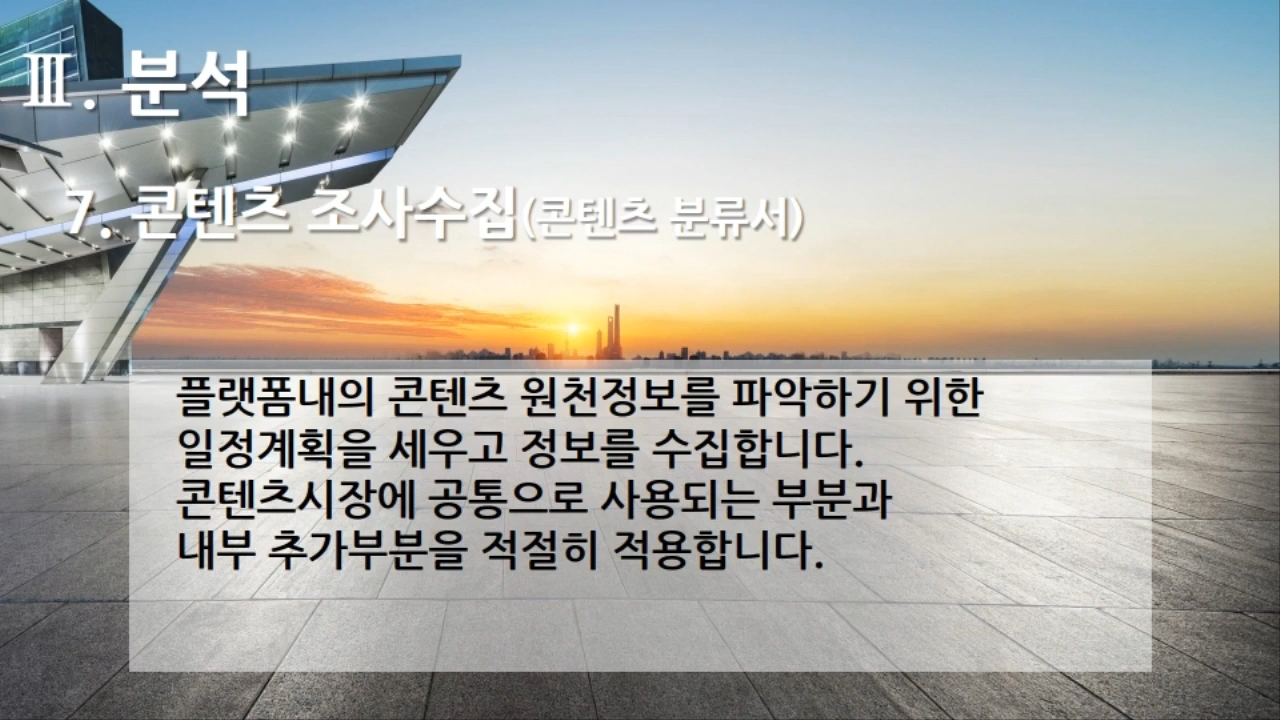 Ⅲ. 분석
7. 콘텐츠 조사수집(콘텐츠 분류서)
플랫폼내의 콘텐츠 원천정보를 파악하기 위한
일정계획을 세우고 정보를 수집합니다.
콘텐츠시장에 공통으로 사용되는 부분과
내부 추가부분을 적절히 적용합니다.